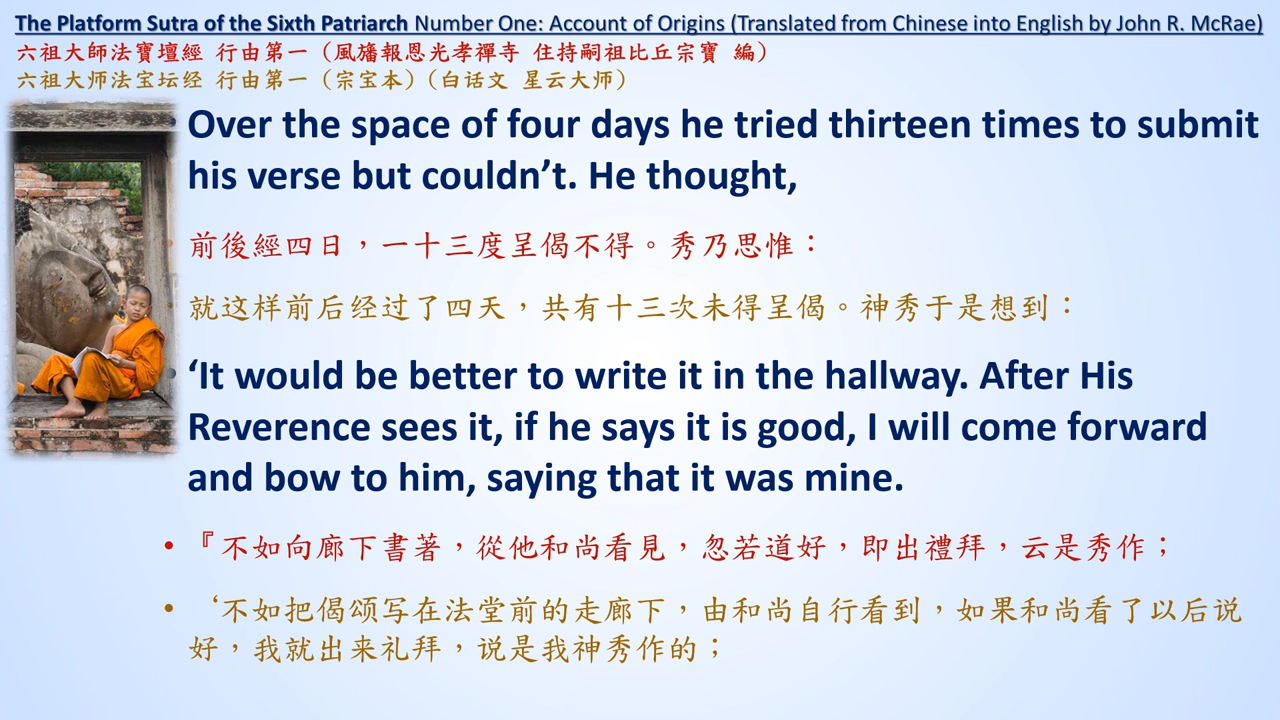 The Platform Sutra of the Sixth Patriarch Number One: Account of Origins (Translated from Chinese into English by John R. McRae)
六祖大師法寶壇經 行由第一（風旛報恩光孝禪寺 住持嗣祖比丘宗寶 編）
六祖大师法宝坛经 行由第一（宗宝本）（白话文 星云大师）
• Over the space of four days he tried thirteen times to submit
his verse but couldn’t. He thought,
• 前後經四日，一十三度呈偈不得。秀乃思惟：
• 就这样前后经过了四天，共有十三次未得呈偈。神秀于是想到：
• ‘It would be better to write it in the hallway. After His
Reverence sees it, if he says it is good, I will come forward
and bow to him, saying that it was mine.
• 『不如向廊下書著，從他和尚看見，忽若道好，即出禮拜，云是秀作；
• ‘不如把偈颂写在法堂前的走廊下，由和尚自行看到，如果和尚看了以后说
好，我就出来礼拜，说是我神秀作的；